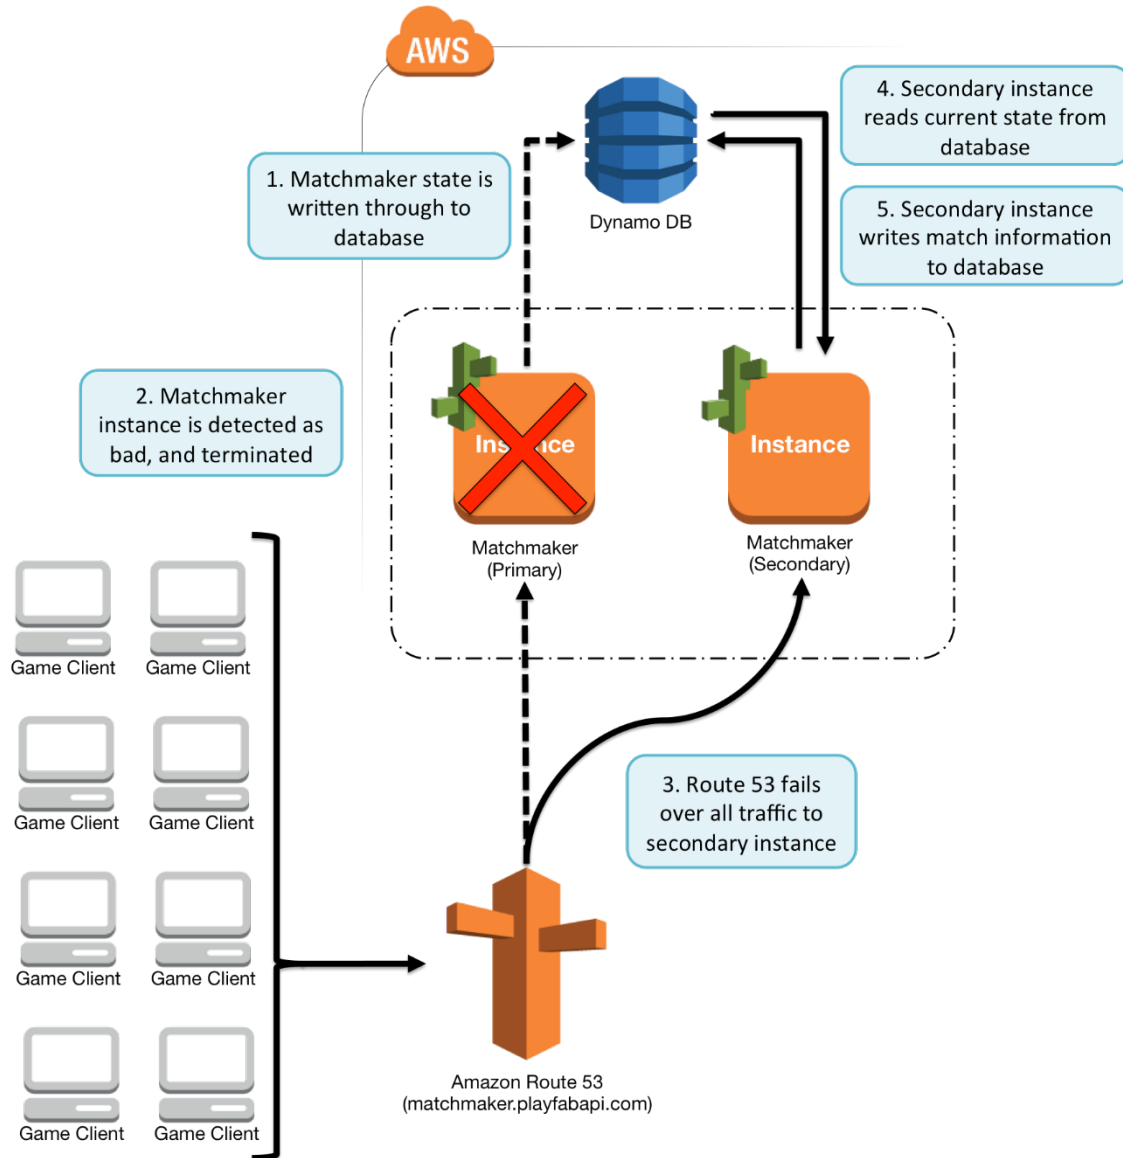 AWS
4. Secondary instance
reads current state from
database
1. Matchmaker state is
written through to
database
5. Secondary instance
writes match information
to database
Dynamo DB
2. Matchmaker
instance is detected as
bad, and terminated
Instance
Instance
Matchmaker
(Primary)
Matchmaker
(Secondary)
Game Client
Game Client
Game Client
Game Client
3. Route 53 fails
over all traffic to
secondary instance
Game Client
Game Client
Amazon Route 53
(matchmaker.playfabapi.com)
Game Client
Game Client